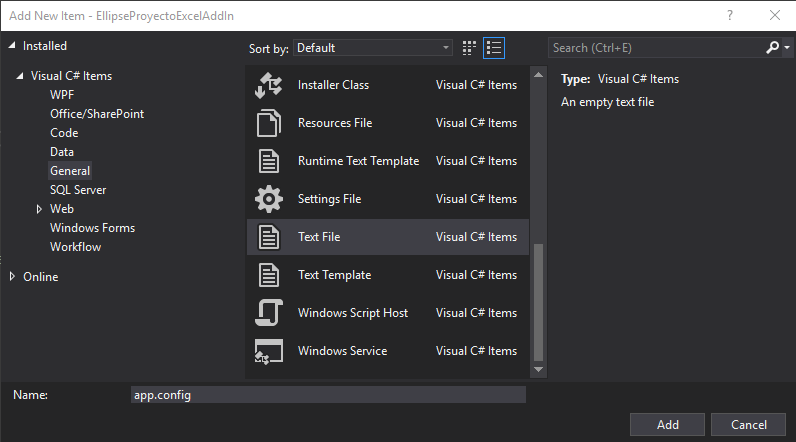 Add New Item - EllipseProyectoExcelAddIn
? ✕
Installed
Sort by: Default
Search (Ctrl+E)
Visual C# Items
WPF
Office/SharePoint
Code
Data
General
SQL Server
Web
Windows Forms
Workflow
Online
Installer Class Visual C# Items
Resources File Visual C# Items
Runtime Text Template Visual C# Items
Settings File Visual C# Items
Text File Visual C# Items
Text Template Visual C# Items
Windows Script Host Visual C# Items
Windows Service Visual C# Items
Type: Visual C# Items
An empty text file
Name: app.config
Add Cancel